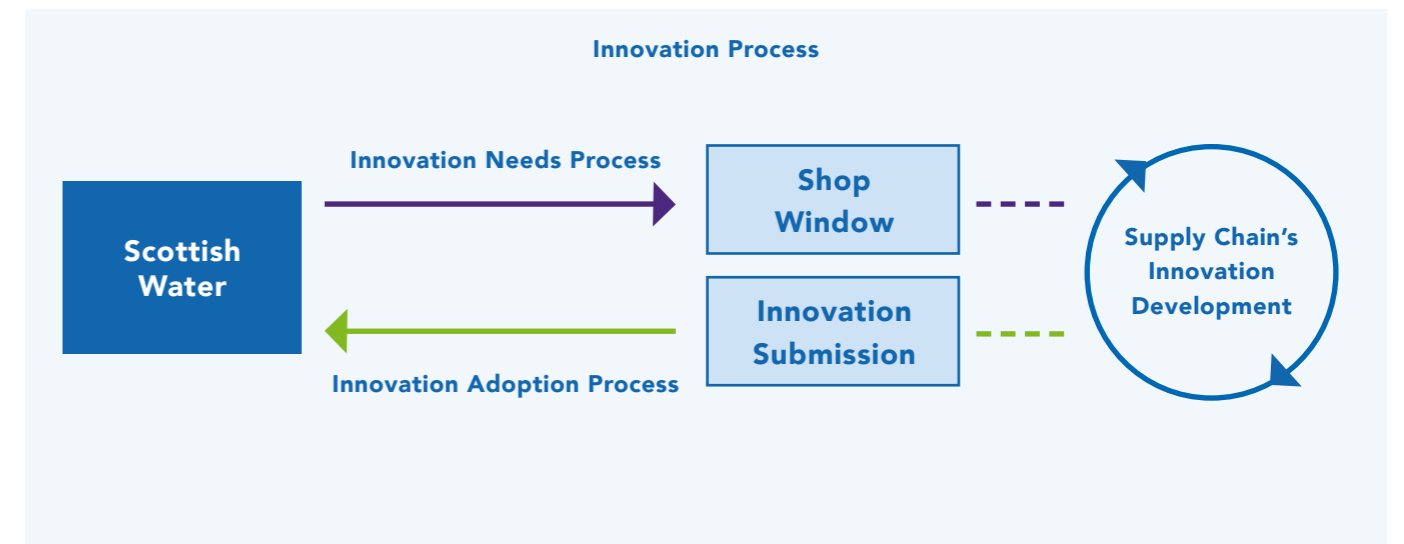 Innovation Process
Innovation Needs Process
Scottish
Water
Shop
Window
Innovation
Submission
Innovation Adoption Process
Supply Chain’s
Innovation
Development